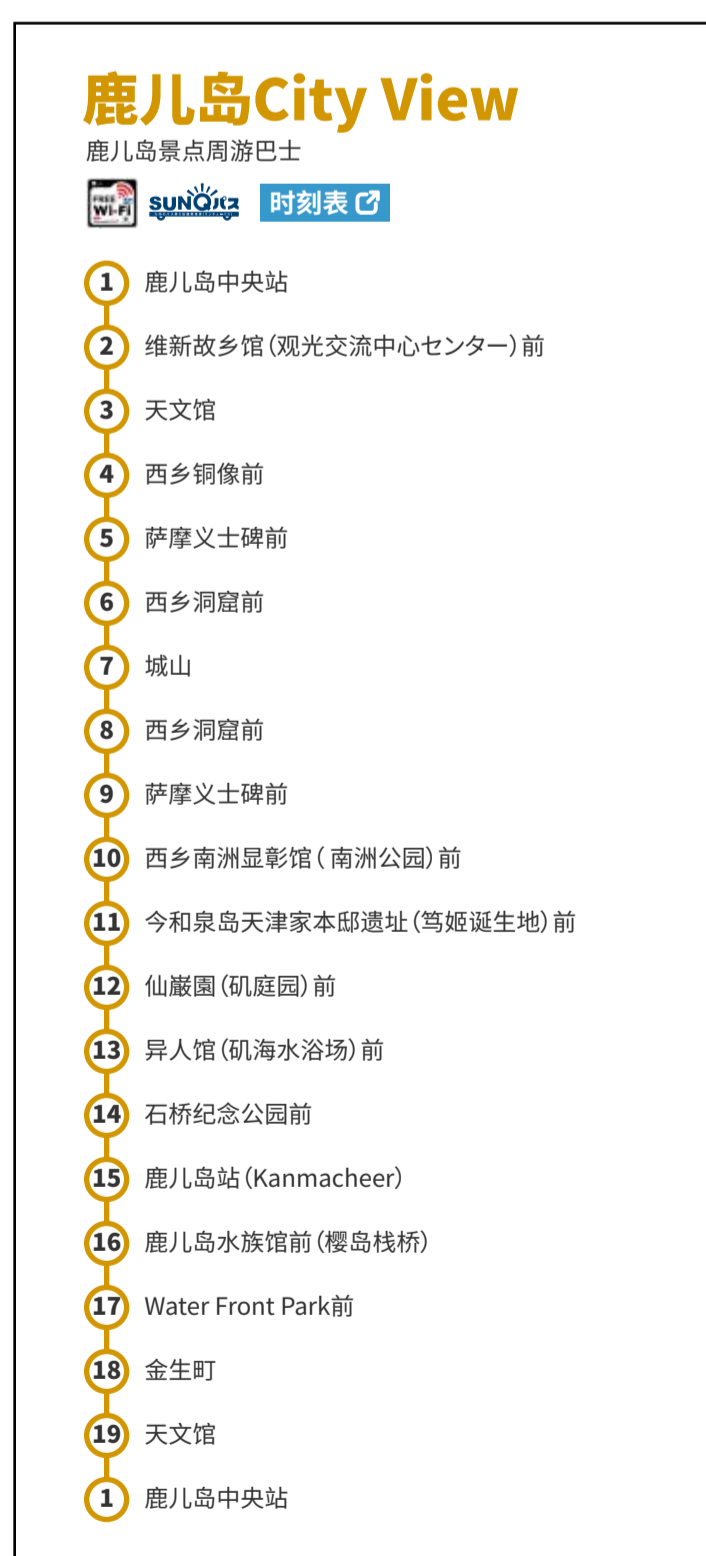 鹿儿岛City View
鹿儿岛景点周游巴士
FREE Wi-Fi SUNQパス 时刻表
1 鹿儿岛中央站
2 维新故乡馆(观光交流中心センター)前
3 天文馆
4 西乡铜像前
5 萨摩义士碑前
6 西乡洞窟前
7 城山
8 西乡洞窟前
9 萨摩义士碑前
10 西乡南洲显彰馆( 南洲公园)前
11 今和泉岛天津家本邸遗址(笃姬诞生地)前
12 仙巌園(矶庭园)前
13 异人馆(矶海水浴场)前
14 石桥纪念公园前
15 鹿儿岛站(Kanmacheer)
16 鹿儿岛水族馆前(樱岛栈桥)
17 Water Front Park前
18 金生町
19 天文馆
1 鹿儿岛中央站